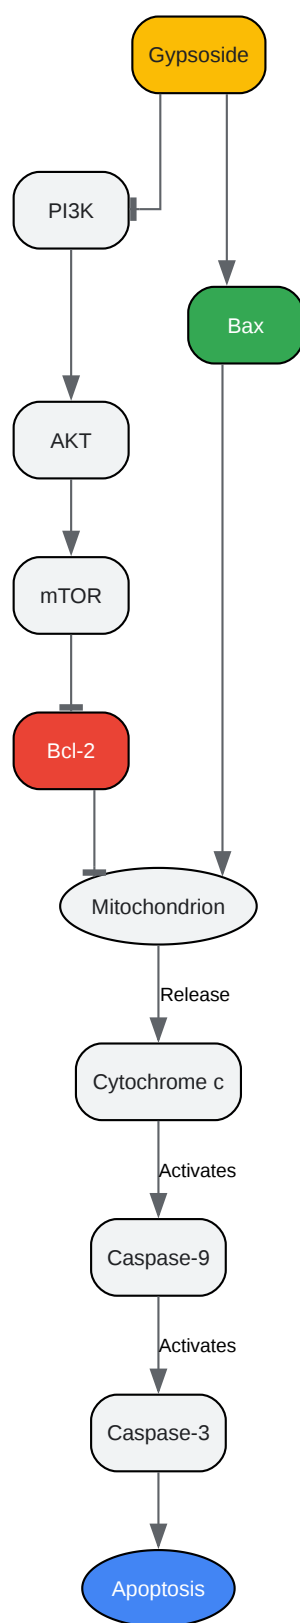 Gypsoside
PI3K
Bax
AKT
mTOR
Bcl-2
Mitochondrion
Release
Cytochrome c
Activates
Caspase-9
Activates
Caspase-3
Apoptosis